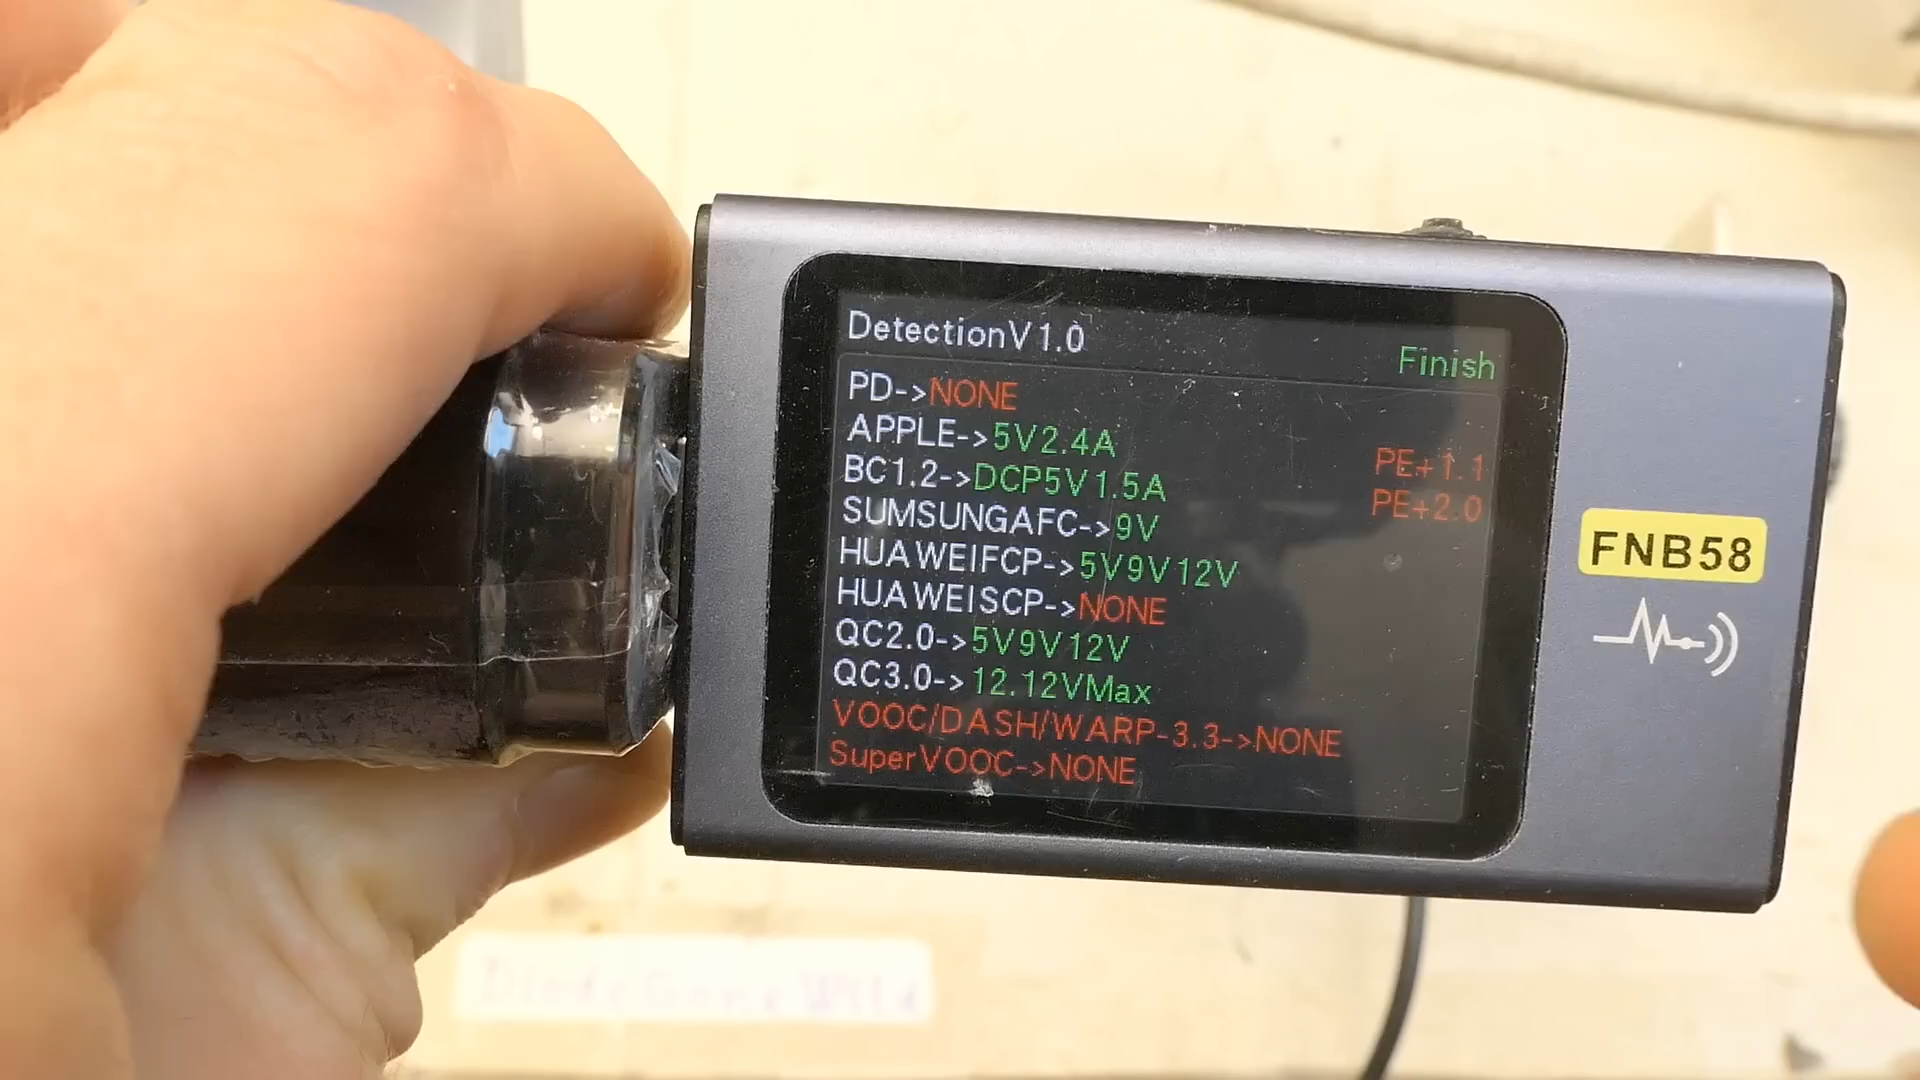 DetectionV1.0
Finish
PD->NONE
APPLE->5V2.4A
PE+1.1
BC1.2->DCP5V1.5A
PE+2.0
SUMSUNGAFC->9V
HUAWEIFCP->5V9V12V
HUAWEISCP->NONE
QC2.0->5V9V12V
QC3.0->12.12VMax
VOOC/DASH/WARP-3.3->NONE
SuperVOOC->NONE
FNB58
DiodeGoneWild